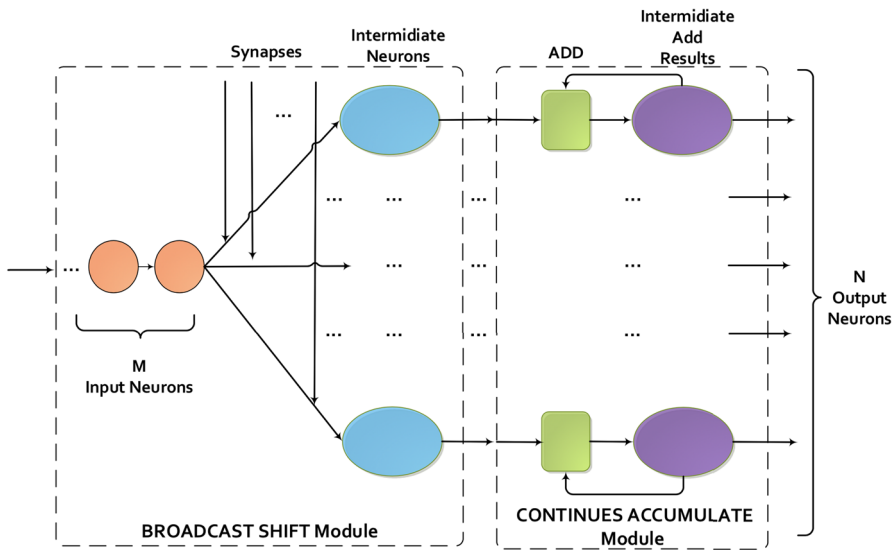 Synapses
Intermidiate
Neurons
ADD
Intermidiate
Add
Results
...
... ... ... ...
... ... ... ...
... ... ... ...
M
Input Neurons
N
Output
Neurons
BROADCAST SHIFT Module
CONTINUES ACCUMULATE
Module